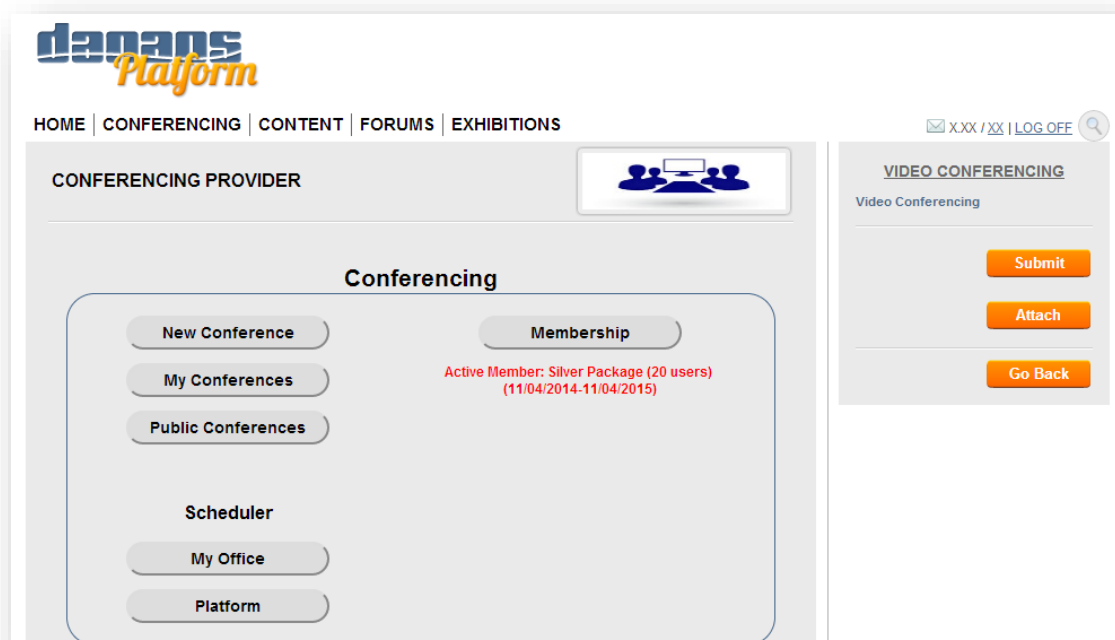 danans
Platform
HOME | CONFERENCING | CONTENT | FORUMS | EXHIBITIONS
X.XX / XX | LOG OFF
CONFERENCING PROVIDER
VIDEO CONFERENCING
Video Conferencing
Submit
Attach
Go Back
Conferencing
New Conference
Membership
My Conferences
Active Member: Silver Package (20 users)
(11/04/2014-11/04/2015)
Public Conferences
Scheduler
My Office
Platform